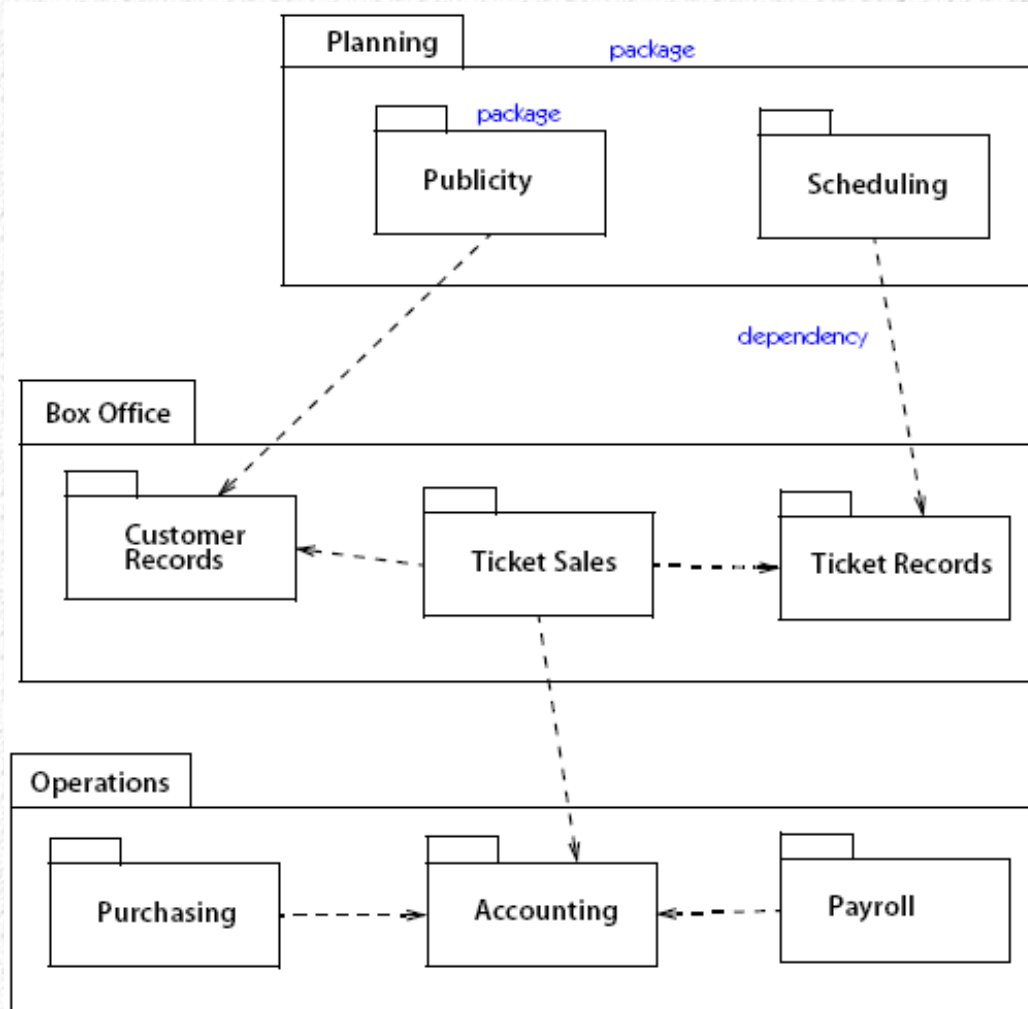 Planning
package
package
Publicity
Scheduling
dependency
Box Office
Customer
Records
Ticket Sales
Ticket Records
Operations
Purchasing
Accounting
Payroll